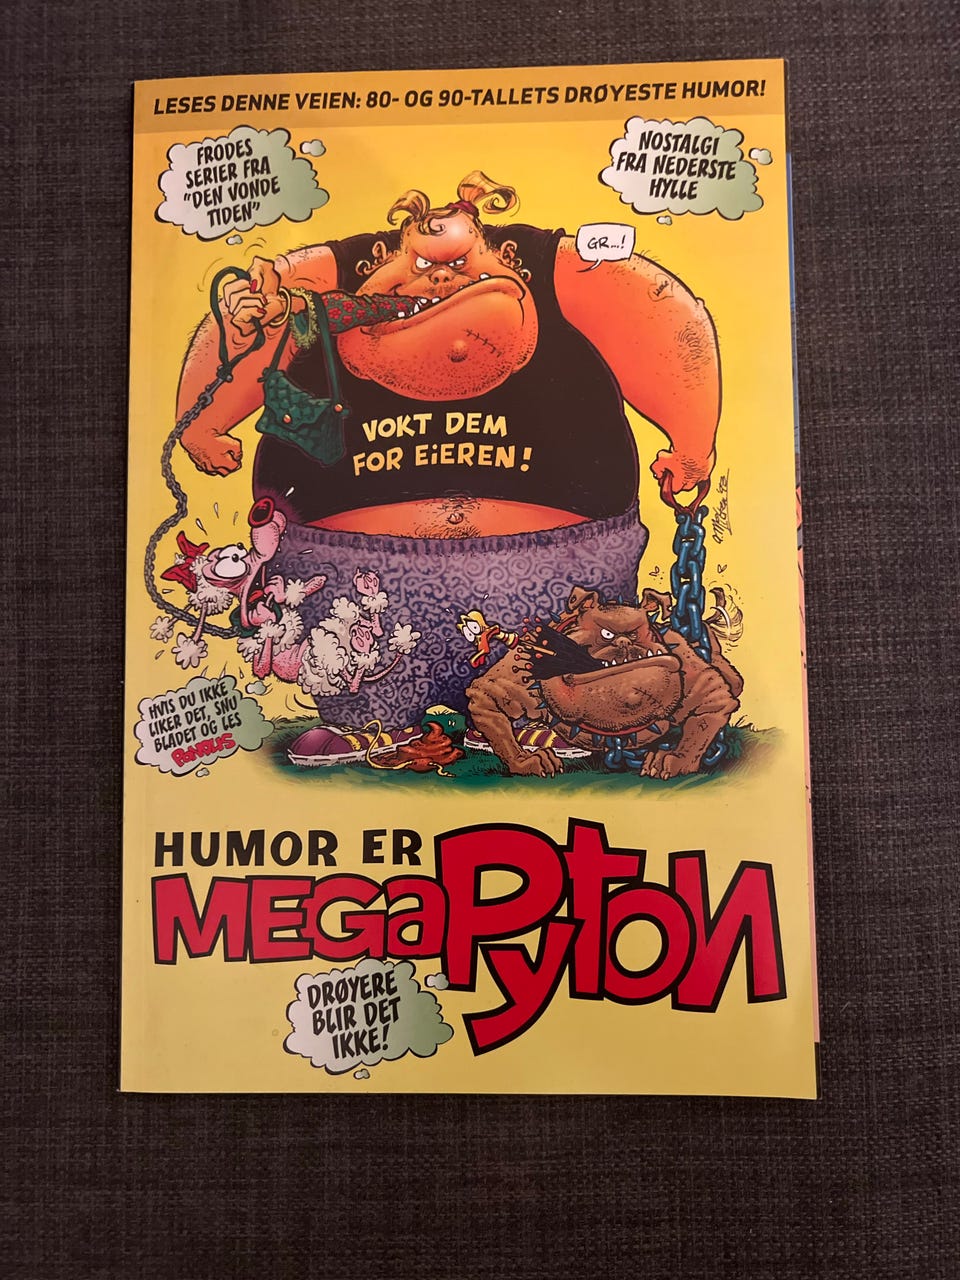 LESES DENNE VEIEN: 80- OG 90-TALLETS DRØYESTE HUMOR!
FRODES
SERIER FRA
"DEN VONDE
TIDEN"
NOSTALGI
FRA NEDERSTE
HYLLE
GR...!
VOKT DEM
FOR EiEREN!
HVIS DU IKKE
LIKER DET, SNU
BLADET OG LES
PONDUS
HUMOR ER
MEGAPYTON
DRØYERE
BLIR DET
IKKE!